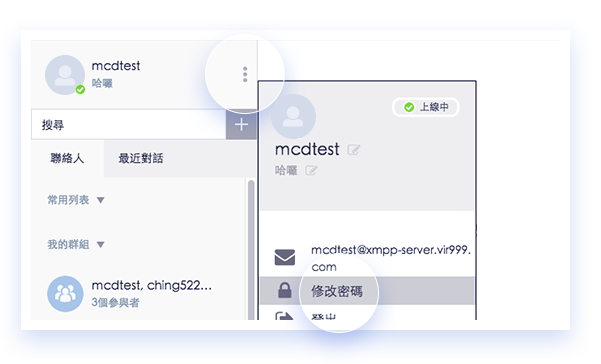 mcdtest
哈囉
搜尋
聯絡人 最近對話
常用列表
我的群組
mcdtest, ching522...
3個參與者
上線中
mcdtest
哈囉
mcdtest@xmpp-server.vir999.
com
修改密碼
登出